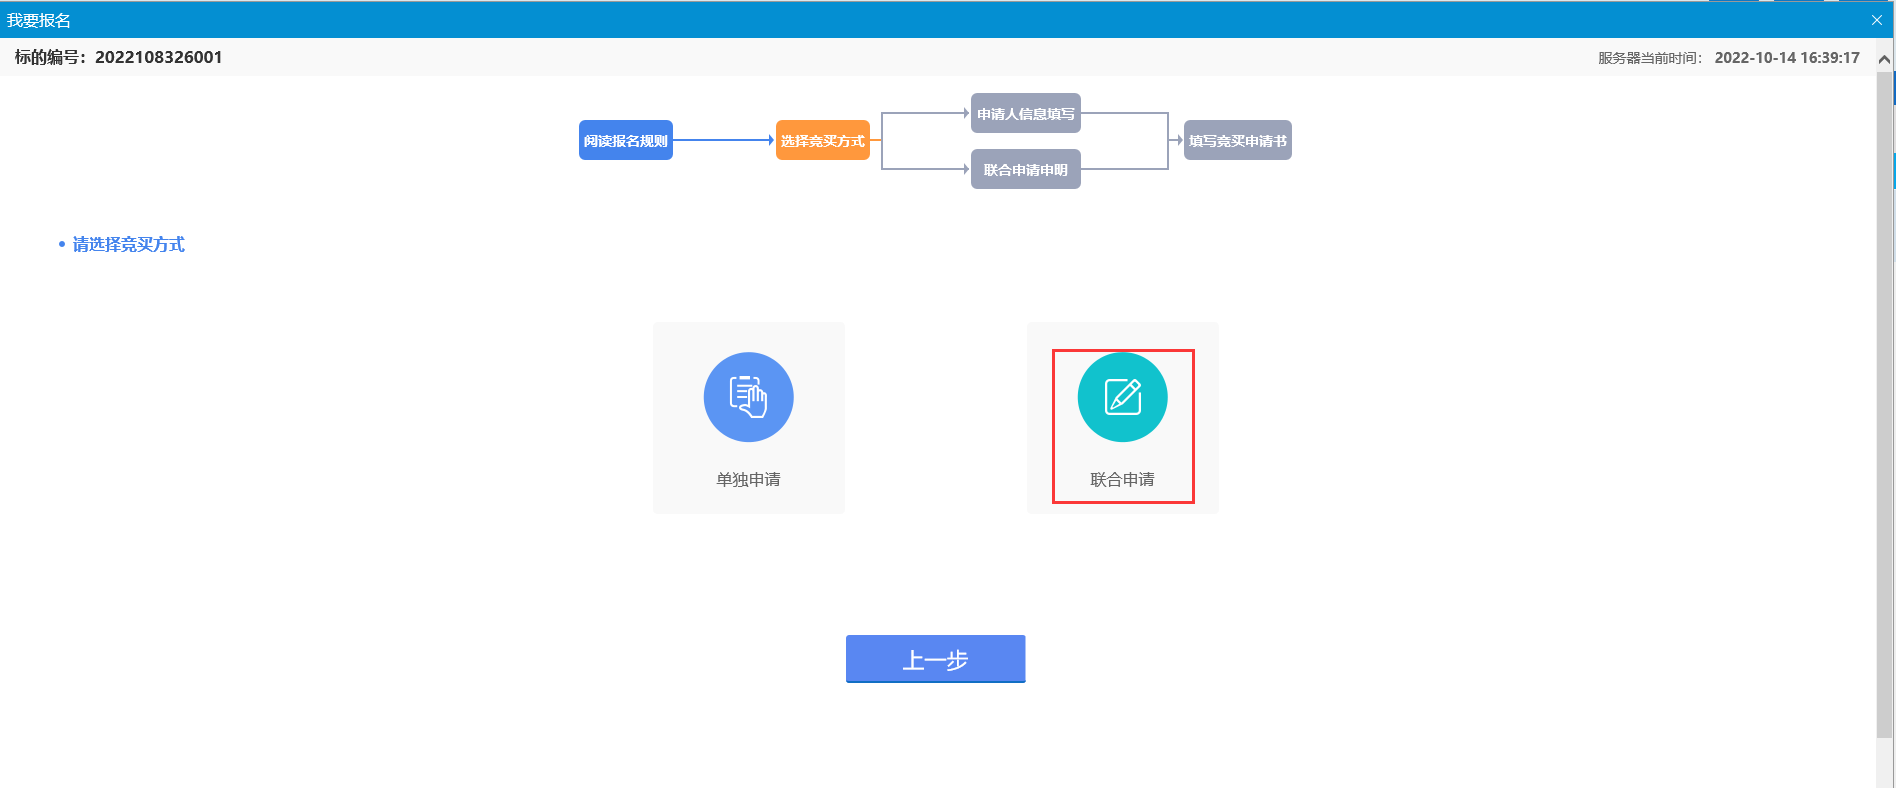 我要报名
标的编号：2022108326001
服务器当前时间： 2022-10-14 16:39:17
阅读报名规则
选择竞买方式
申请人信息填写
联合申请申明
填写竞买申请书
请选择竞买方式
单独申请
联合申请
上一步